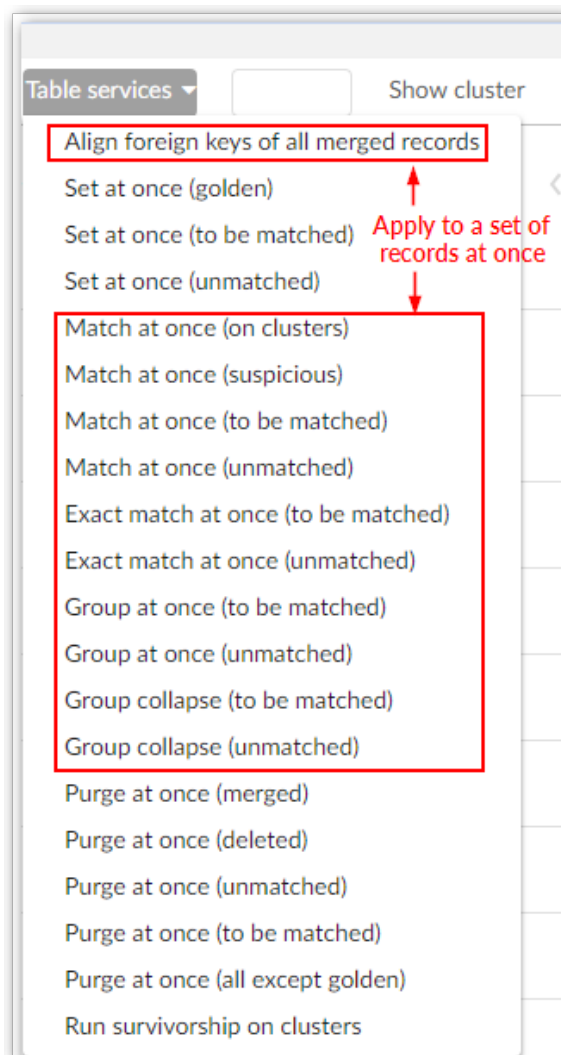 Table services
Show cluster
Align foreign keys of all merged records
Set at once (golden)
Set at once (to be matched)
Set at once (unmatched)
Apply to a set of
records at once
Match at once (on clusters)
Match at once (suspicious)
Match at once (to be matched)
Match at once (unmatched)
Exact match at once (to be matched)
Exact match at once (unmatched)
Group at once (to be matched)
Group at once (unmatched)
Group collapse (to be matched)
Group collapse (unmatched)
Purge at once (merged)
Purge at once (deleted)
Purge at once (unmatched)
Purge at once (to be matched)
Purge at once (all except golden)
Run survivorship on clusters